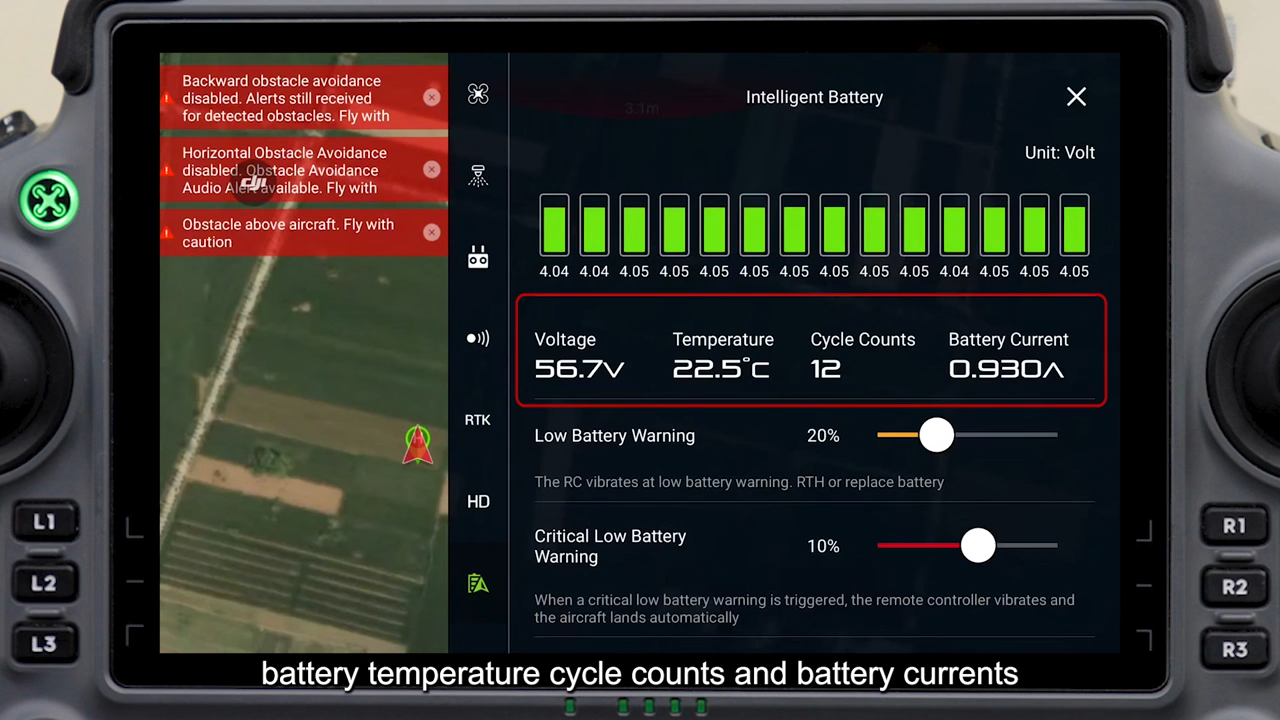 Backward obstacle avoidance
disabled. Alerts still received
for detected obstacles. Fly with
Horizontal Obstacle Avoidance
disabled. Obstacle Avoidance
Audio Alert available. Fly with
Obstacle above aircraft. Fly with
caution
dji
RTK
HD
3.1m
Intelligent Battery
Unit: Volt
4.04 4.04 4.05 4.05 4.05 4.05 4.05 4.05 4.05 4.05 4.04 4.05 4.05 4.05
Voltage Temperature Cycle Counts Battery Current
56.7V 22.5°C 12 0.930A
Low Battery Warning 20%
The RC vibrates at low battery warning. RTH or replace battery
Critical Low Battery
Warning 10%
When a critical low battery warning is triggered, the remote controller vibrates and
the aircraft lands automatically
L1
L2
L3
R1
R2
R3
battery temperature cycle counts and battery currents